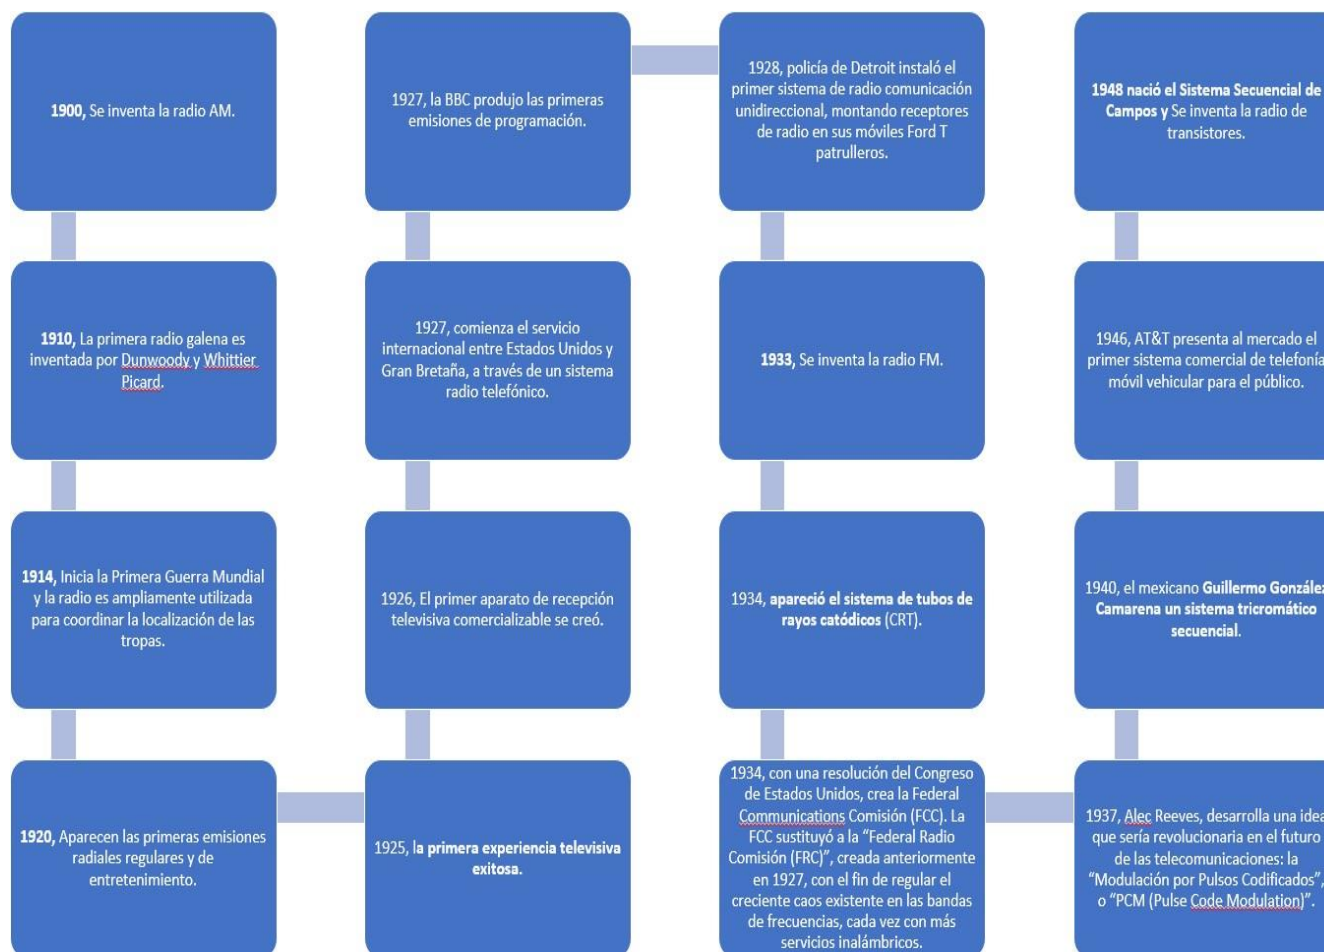 1900, Se inventa la radio AM.
1910, La primera radio galena es
inventada por Dunwoody y Whittier
Picard.
1914, Inicia la Primera Guerra Mundial
y la radio es ampliamente utilizada
para coordinar la localización de las
tropas.
1920, Aparecen las primeras emisiones
radiales regulares y de
entretenimiento.
1925, la primera experiencia televisiva
exitosa.
1926, El primer aparato de recepción
televisiva comercializable se creó.
1927, comienza el servicio
internacional entre Estados Unidos y
Gran Bretaña, a través de un sistema
radio telefónico.
1927, la BBC produjo las primeras
emisiones de programación.
1928, policía de Detroit instaló el
primer sistema de radio comunicación
unidireccional, montando receptores
de radio en sus móviles Ford T
patrulleros.
1933, Se inventa la radio FM.
1934, apareció el sistema de tubos de
rayos catódicos (CRT).
1934, con una resolución del Congreso
de Estados Unidos, crea la Federal
Communications Comisión (FCC). La
FCC sustituyó a la “Federal Radio
Comisión (FRC)”, creada anteriormente
en 1927, con el fin de regular el
creciente caos existente en las bandas
de frecuencias, cada vez con más
servicios inalámbricos.
1937, Alec Reeves, desarrolla una idea
que sería revolucionaria en el futuro
de las telecomunicaciones: la
“Modulación por Pulsos Codificados”,
o “PCM (Pulse Code Modulation)”.
1940, el mexicano Guillermo González
Camarena un sistema tricromático
secuencial.
1946, AT&T presenta al mercado el
primer sistema comercial de telefonía
móvil vehicular para el público.
1948 nació el Sistema Secuencial de
Campos y Se inventa la radio de
transistores.